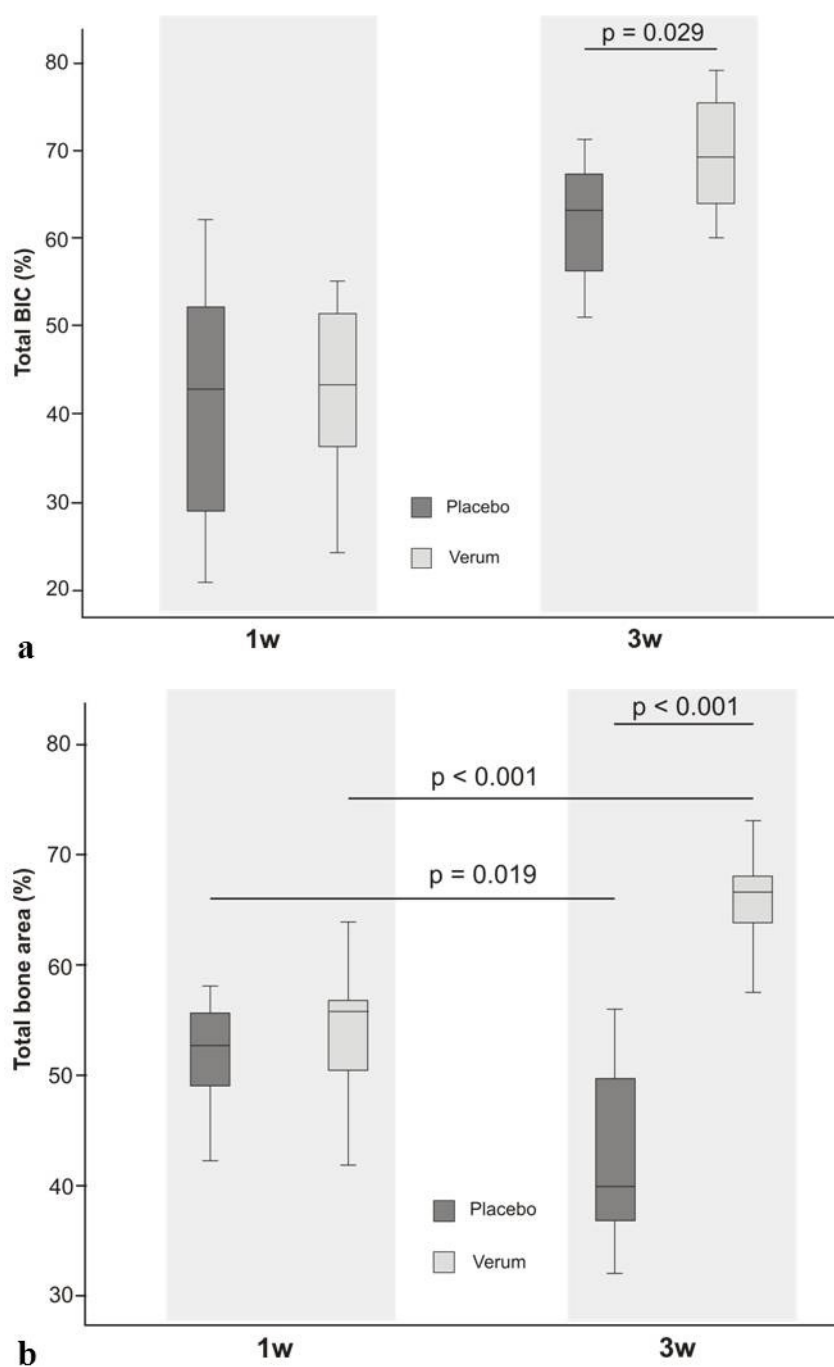 p = 0.029
80
70
60
50
40
30
20
Total BIC (%)
Placebo
Verum
1w
3w
a
p < 0.001
p < 0.001
p = 0.019
80
70
60
50
40
30
Total bone area (%)
Placebo
Verum
1w
3w
b